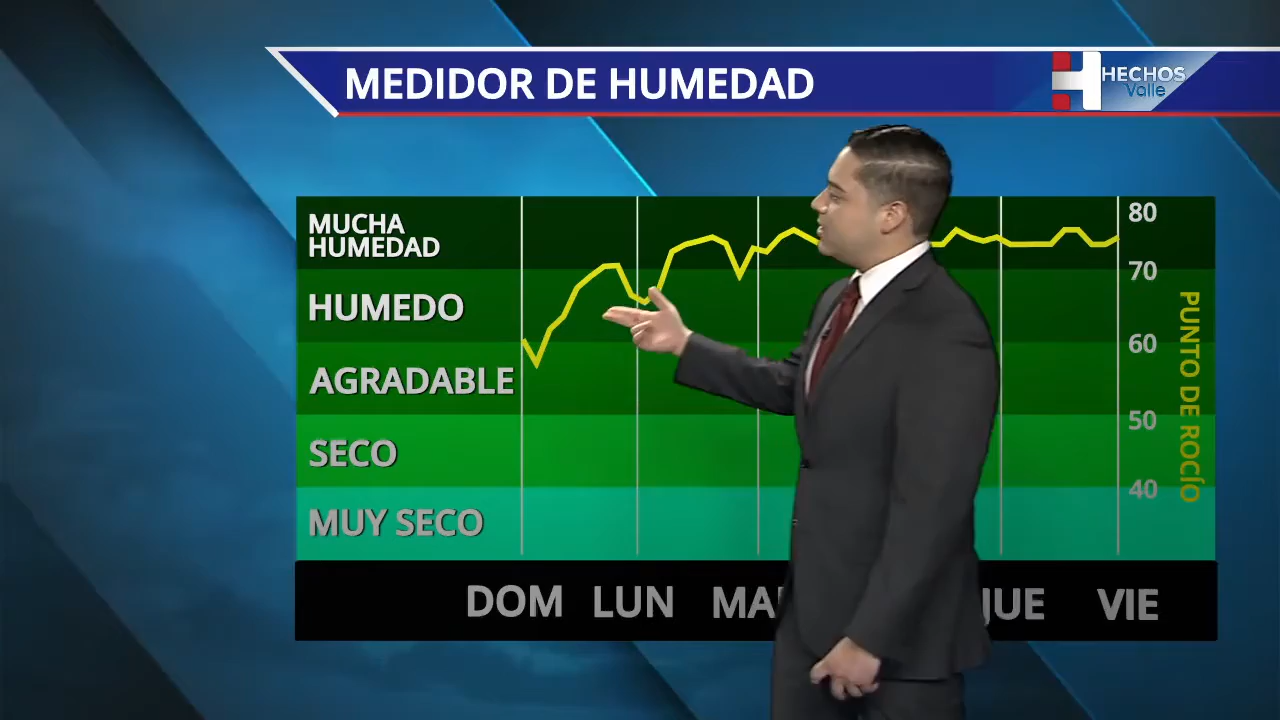 MEDIDOR DE HUMEDAD
HECHOS
Valle
MUCHA
HUMEDAD
HUMEDO
AGRADABLE
SECO
MUY SECO
80
70
60
50
40
PUNTO DE ROCÍO
DOM LUN MA JUE VIE